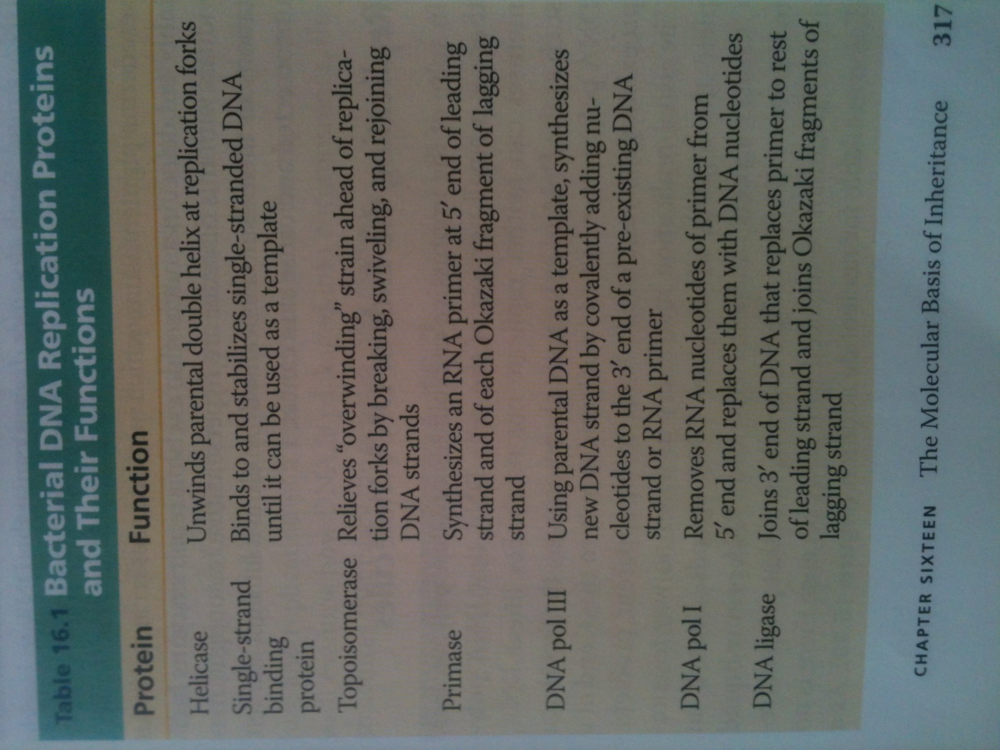 Table 16.1 Bacterial DNA Replication Proteins
and Their Functions
Protein Function
Helicase Unwinds parental double helix at replication forks
Single-strand Binds to and stabilizes single-stranded DNA
binding until it can be used as a template
protein
Topoisomerase Relieves “overwinding” strain ahead of replica-
tion forks by breaking, swiveling, and rejoining
DNA strands
Primase Synthesizes an RNA primer at 5′ end of leading
strand and of each Okazaki fragment of lagging
strand
DNA pol III Using parental DNA as a template, synthesizes
new DNA strand by covalently adding nu-
cleotides to the 3′ end of a pre-existing DNA
strand or RNA primer
DNA pol I Removes RNA nucleotides of primer from
5′ end and replaces them with DNA nucleotides
DNA ligase Joins 3′ end of DNA that replaces primer to rest
of leading strand and joins Okazaki fragments of
lagging strand
CHAPTER SIXTEEN The Molecular Basis of Inheritance 317